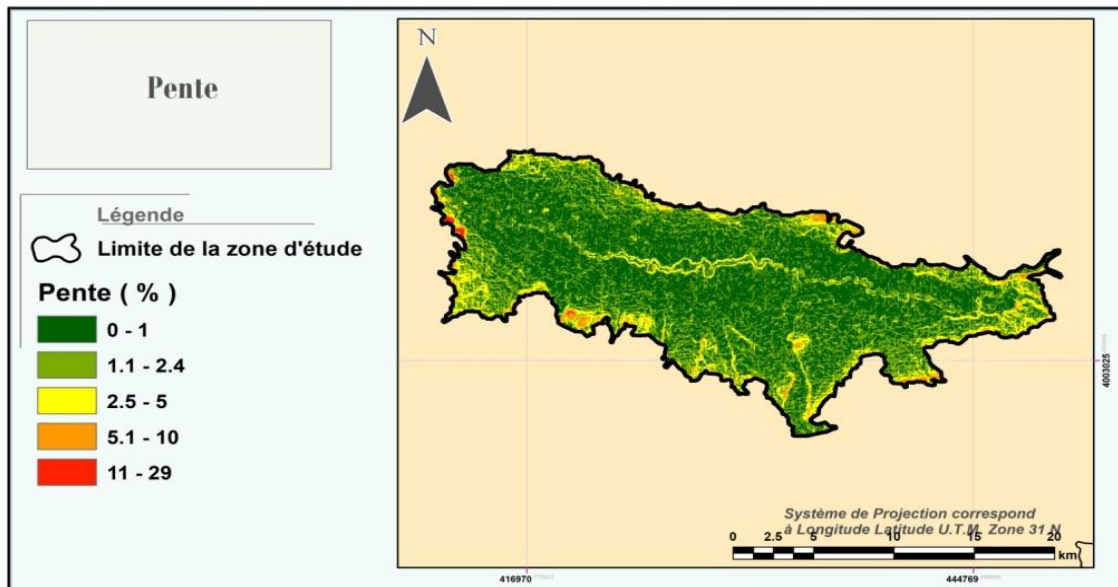 Pente
Légende
Limite de la zone d'étude
Pente ( % )
0 - 1
1.1 - 2.4
2.5 - 5
5.1 - 10
11 - 29
N
4003025
Système de Projection correspond
à Longitude Latitude U.T.M. Zone 31 N
0 2.5 5 10 15 20
km
416970
444769